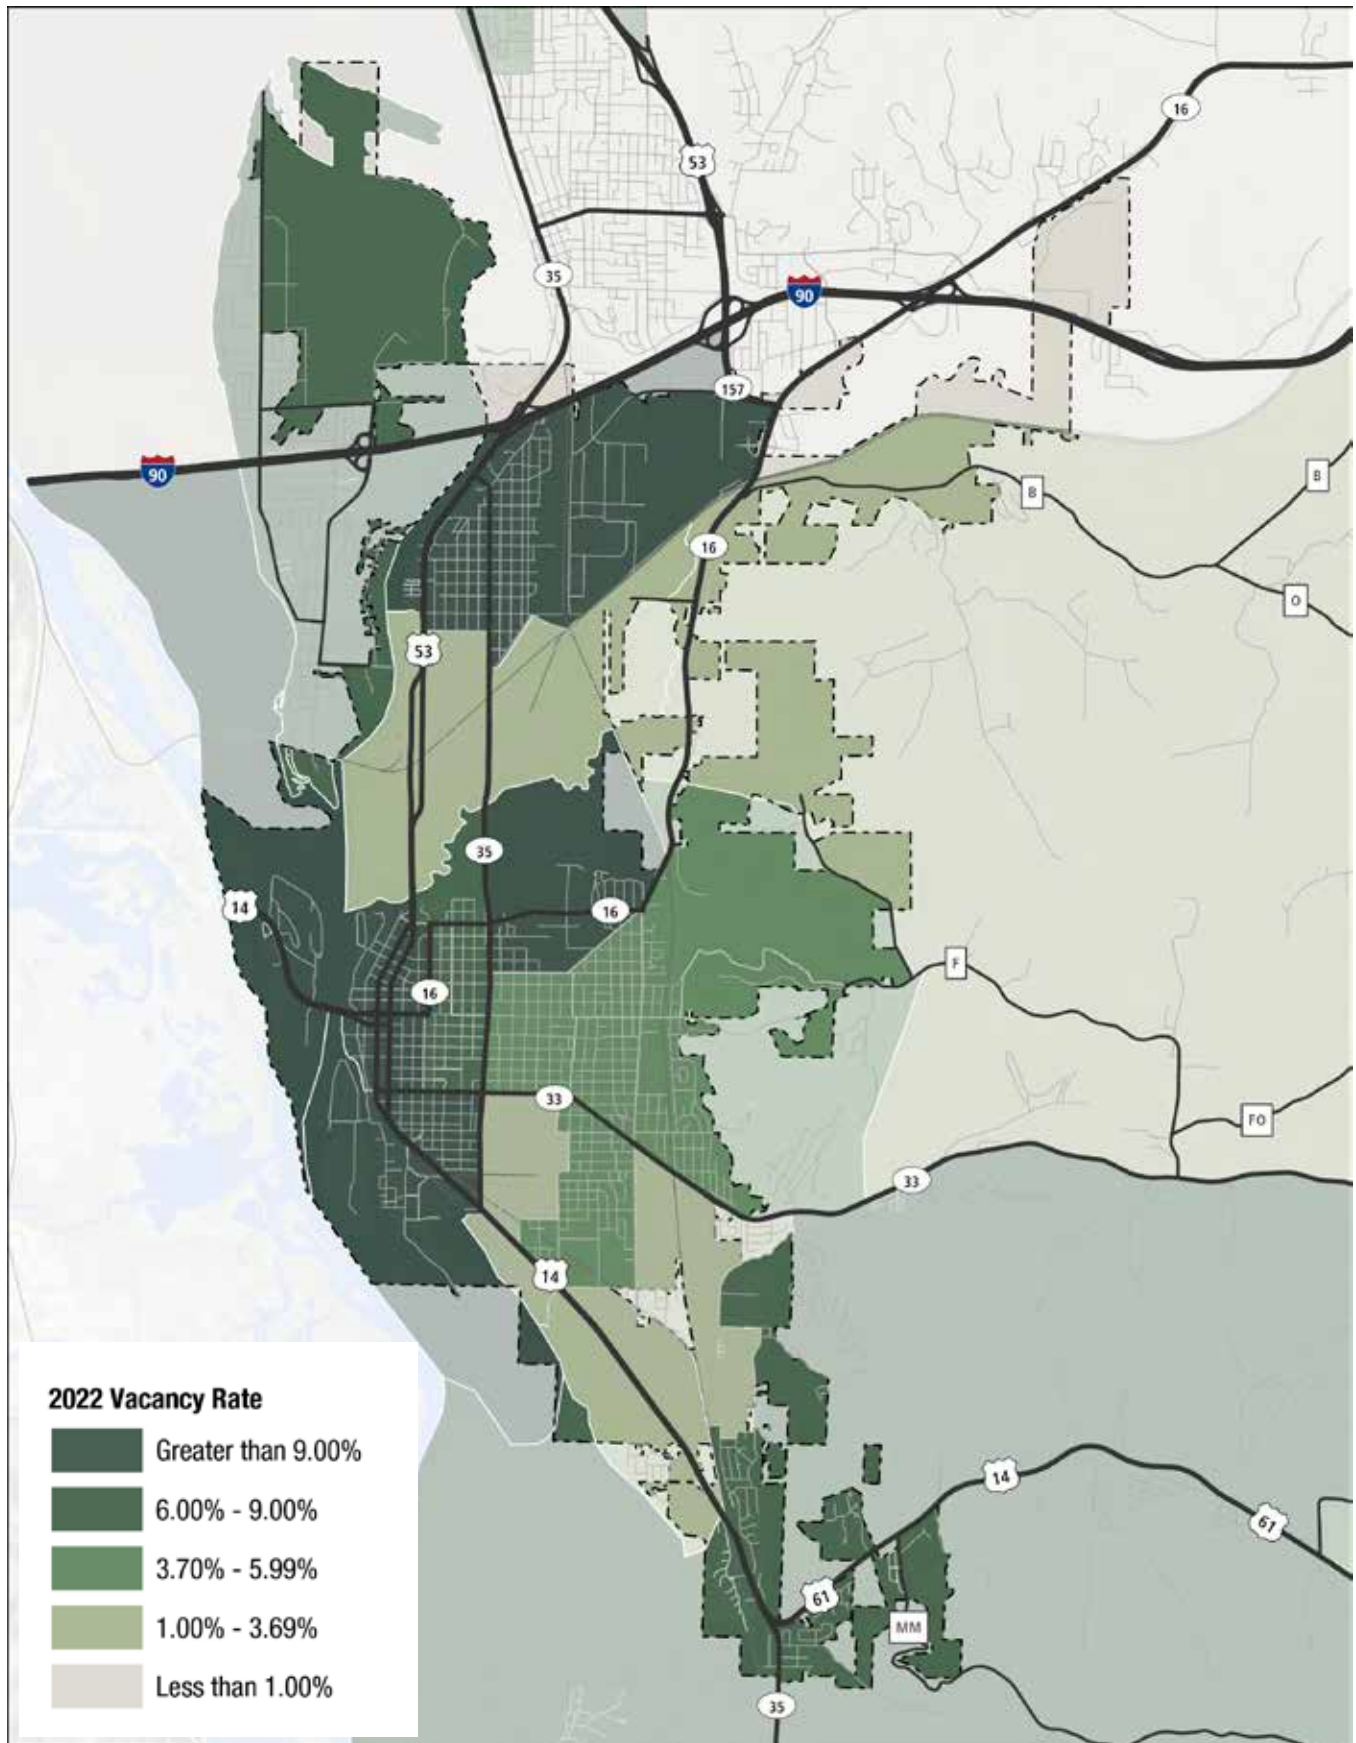 16
53
35
90
157
90
B
B
16
O
53
35
14
16
F
16
33
FO
33
14
2022 Vacancy Rate
Greater than 9.00%
6.00% - 9.00%
3.70% - 5.99%
1.00% - 3.69%
Less than 1.00%
14
61
61
MM
35